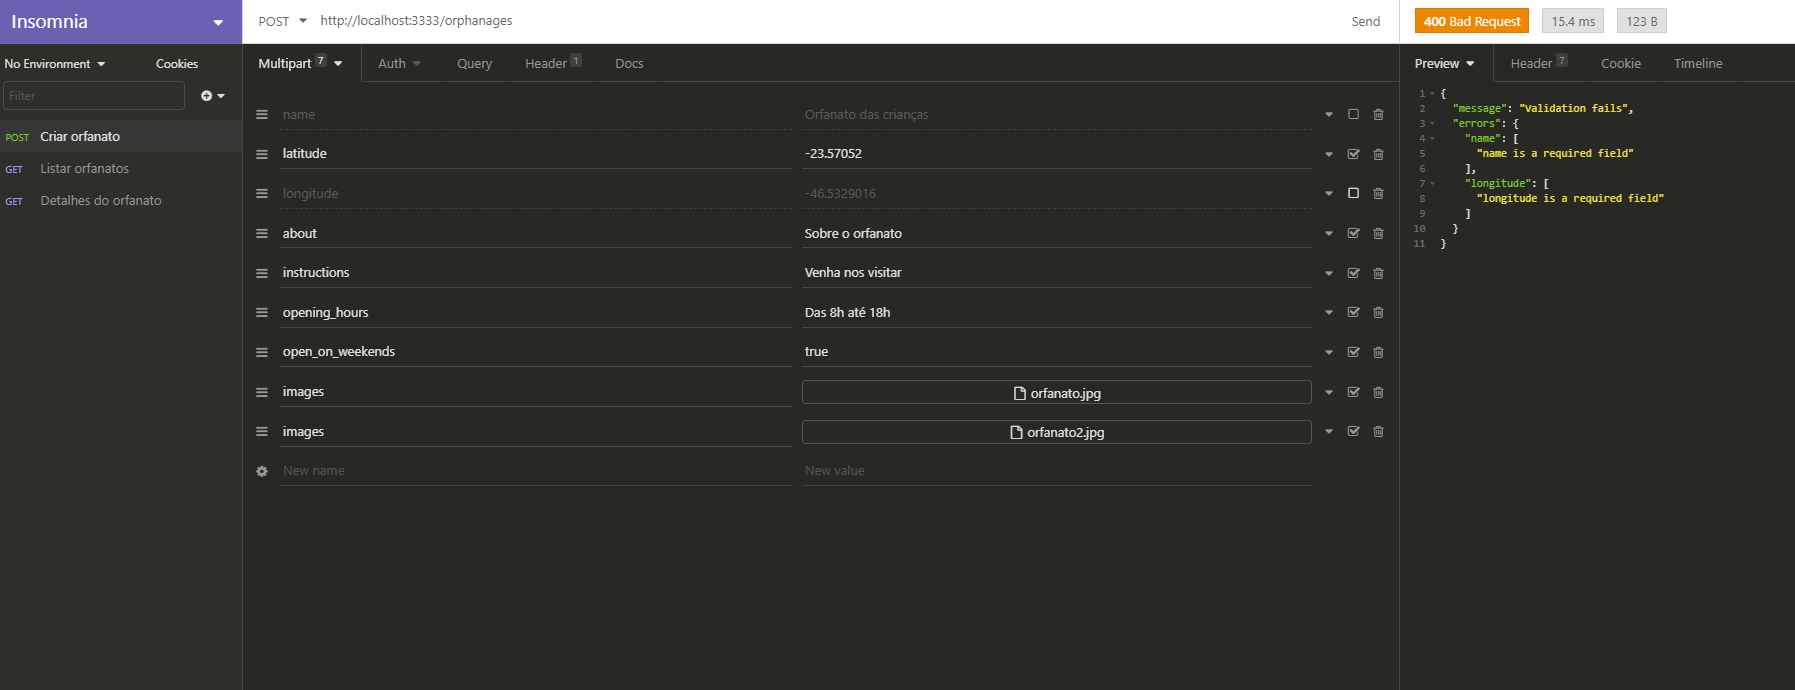 Insomnia
POST http://localhost:3333/orphanages Send
400 Bad Request 15.4 ms 123 B
No Environment Cookies
Filter
POST Criar orfanato
GET Listar orfanatos
GET Detalhes do orfanato
Multipart 7 Auth Query Header 1 Docs
name Orfanato das crianças
latitude -23.57052
longitude -46.5329016
about Sobre o orfanato
instructions Venha nos visitar
opening_hours Das 8h até 18h
open_on_weekends true
images orfanato.jpg
images orfanato2.jpg
New name New value
Preview Header 7 Cookie Timeline
1 {
2 "message": "Validation fails",
3 "errors": {
4 "name": [
5 "name is a required field"
6 ],
7 "longitude": [
8 "longitude is a required field"
9 ]
10 }
11 }